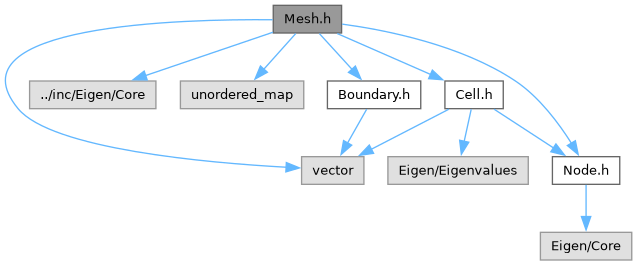 Mesh.h
../inc/Eigen/Core
unordered_map
Boundary.h
Cell.h
vector
Eigen/Eigenvalues
Node.h
Eigen/Core